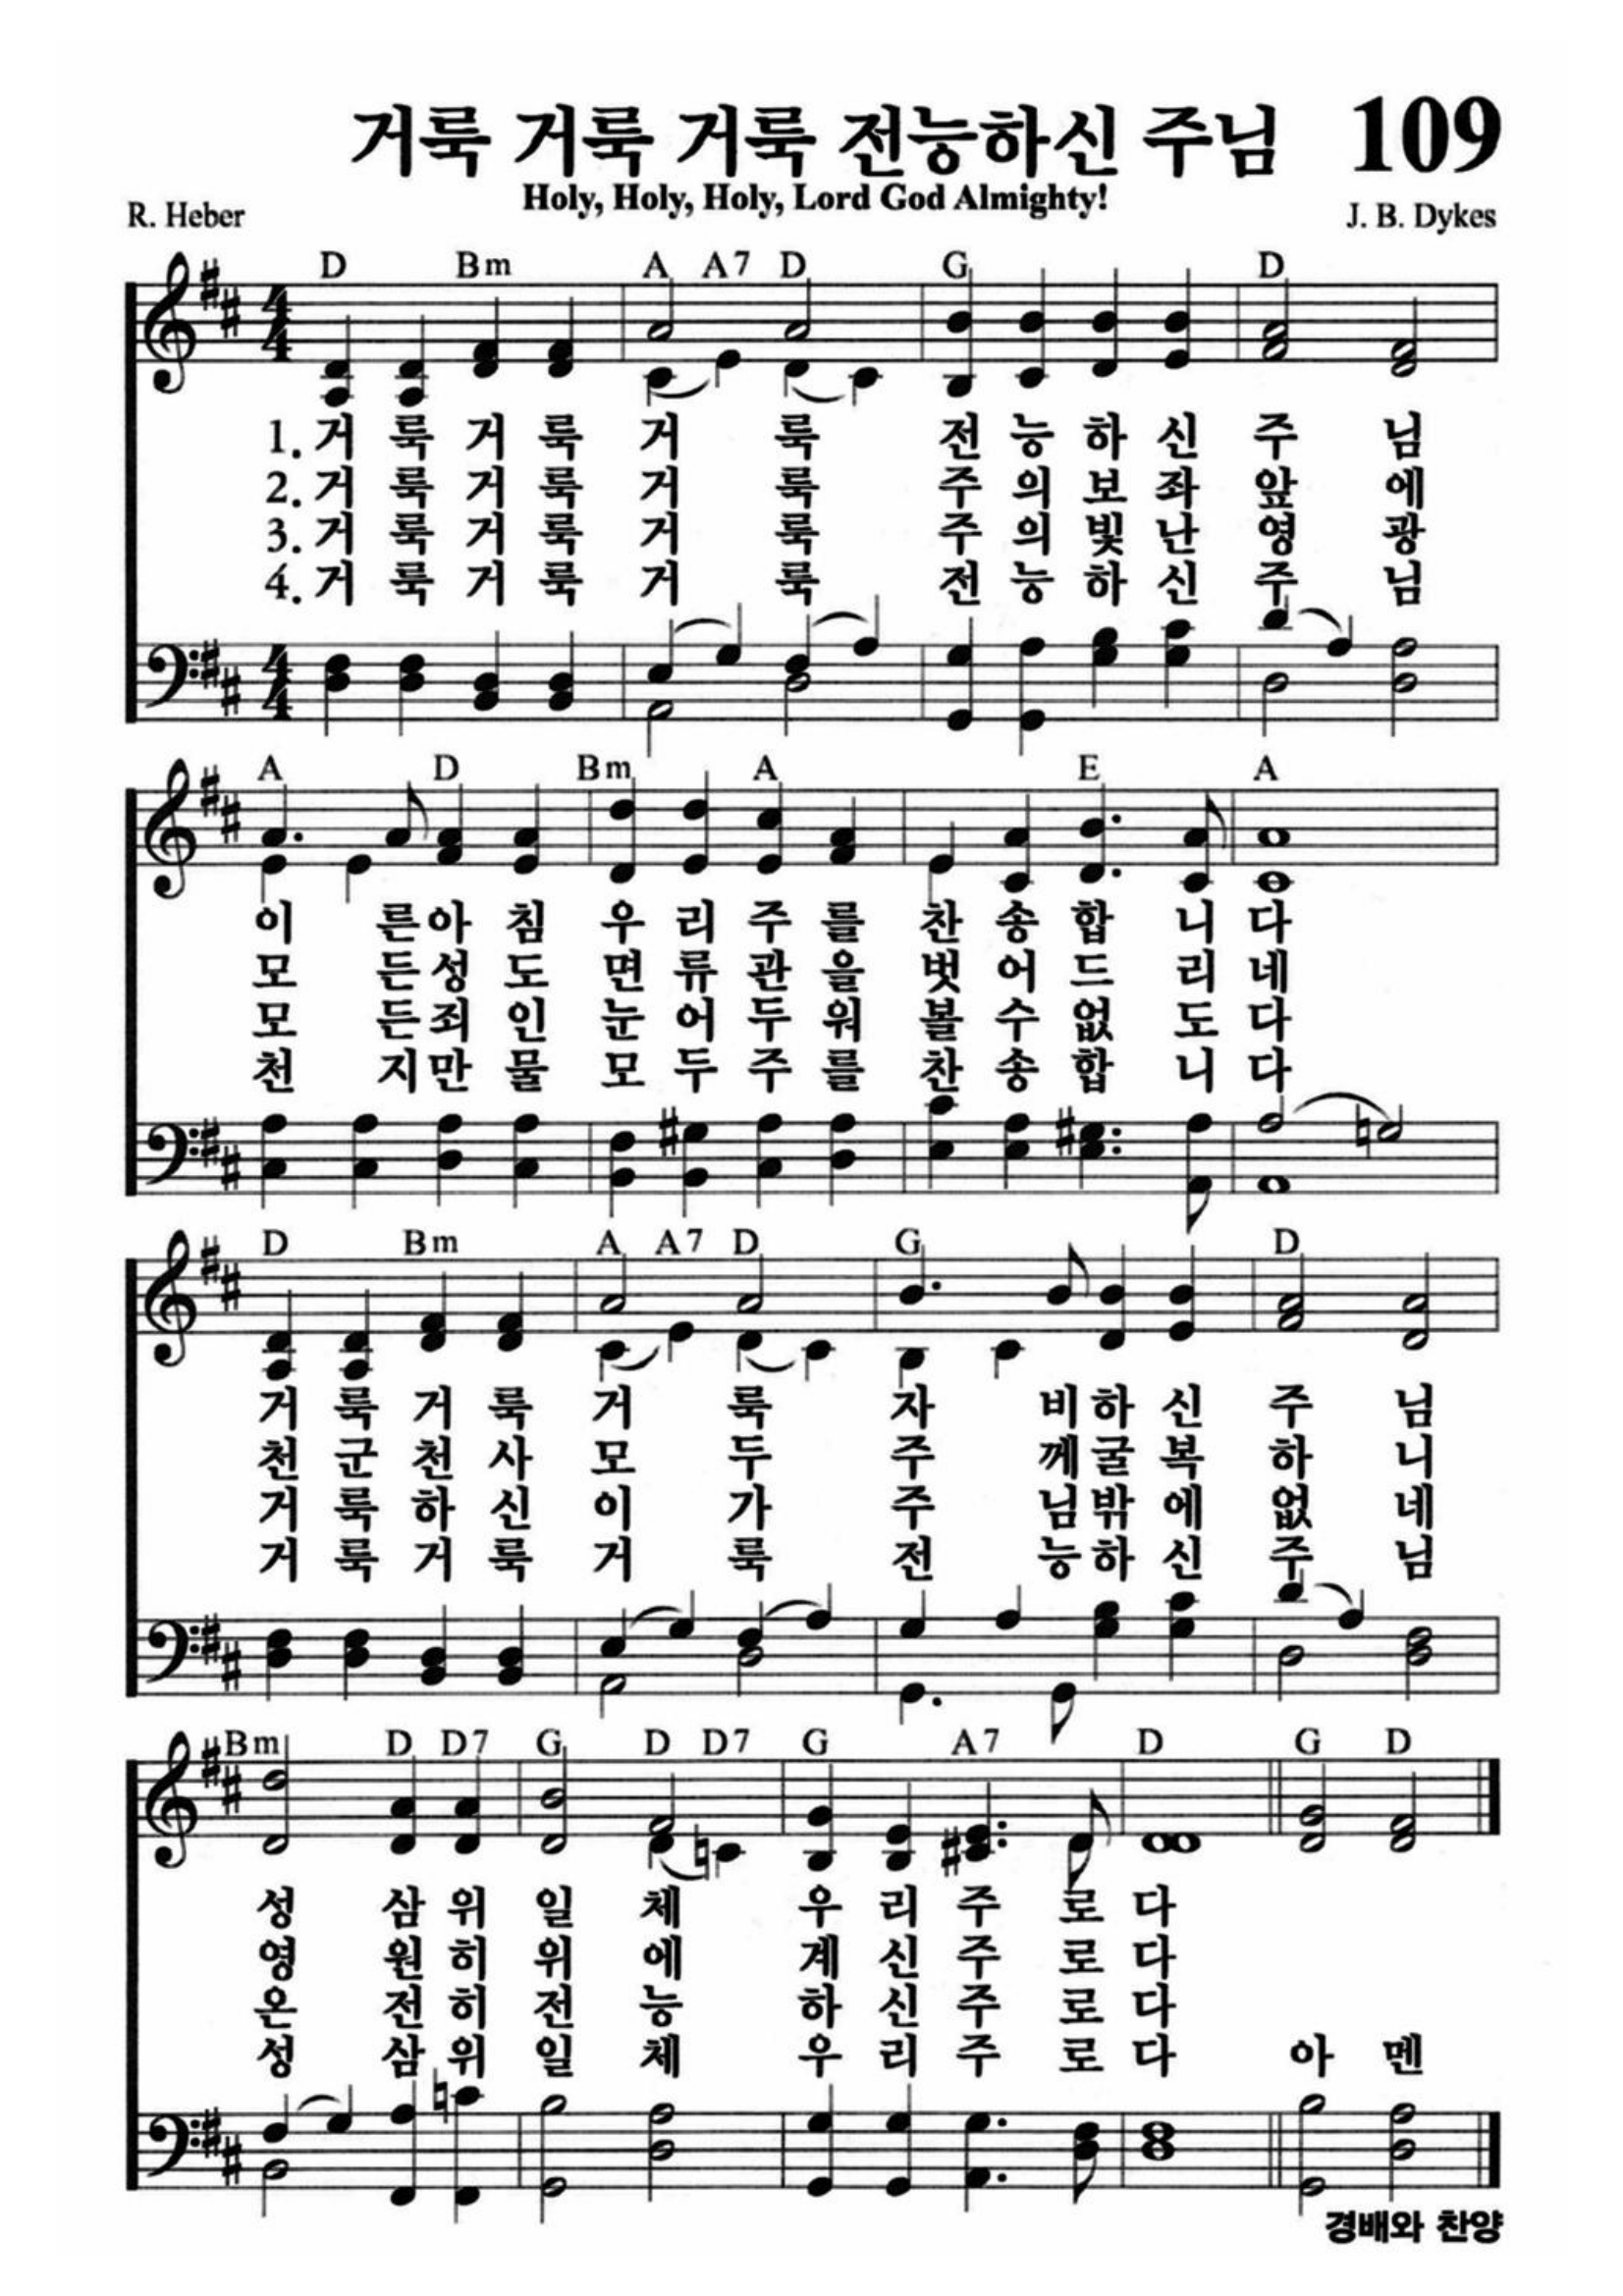 거룩 거룩 거룩 전능하신 주님 109
Holy, Holy, Holy, Lord God Almighty!
R. Heber J. B. Dykes
D Bm A A7 D G D
1. 거 룩 거 룩 거 룩 전 능 하 신 주 님
2. 거 룩 거 룩 거 룩 주 의 보 좌 앞 에
3. 거 룩 거 룩 거 룩 주 의 빛 난 영 광
4. 거 룩 거 룩 거 룩 전 능 하 신 주 님
A D Bm A E A
이 른 아 침 우 리 주 를 찬 송 합 니 다
모 든 성 도 면 류 관 을 벗 어 드 리 네
모 든 죄 인 눈 어 두 워 볼 수 없 도 다
천 지 만 물 모 두 주 를 찬 송 합 니 다
D Bm A A7 D G D
거 룩 거 룩 거 룩 자 비 하 신 주 님
천 군 천 사 모 두 주 께 굴 복 하 니
거 룩 하 신 이 가 주 님 밖 에 없 네
거 룩 거 룩 거 룩 전 능 하 신 주 님
Bm D D7 G D D7 G A7 D G D
성 삼 위 일 체 우 리 주 로 다
영 원 히 위 에 계 신 주 로 다
온 전 히 전 능 하 신 주 로 다
성 삼 위 일 체 우 리 주 로 다 아 멘
경배와 찬양